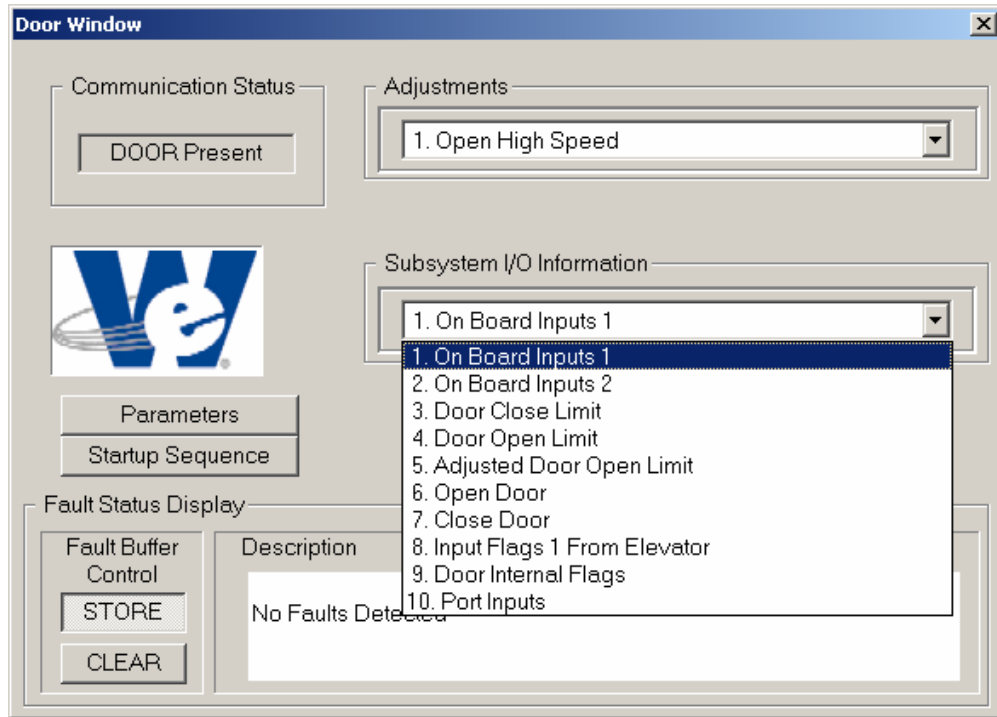 Door Window
Communication Status
DOOR Present
Adjustments
1. Open High Speed
We
Subsystem I/O Information
1. On Board Inputs 1
1. On Board Inputs 1
2. On Board Inputs 2
3. Door Close Limit
4. Door Open Limit
5. Adjusted Door Open Limit
6. Open Door
7. Close Door
8. Input Flags 1 From Elevator
9. Door Internal Flags
10. Port Inputs
Parameters
Startup Sequence
Fault Status Display
Fault Buffer
Control
STORE
CLEAR
Description
No Faults Detected